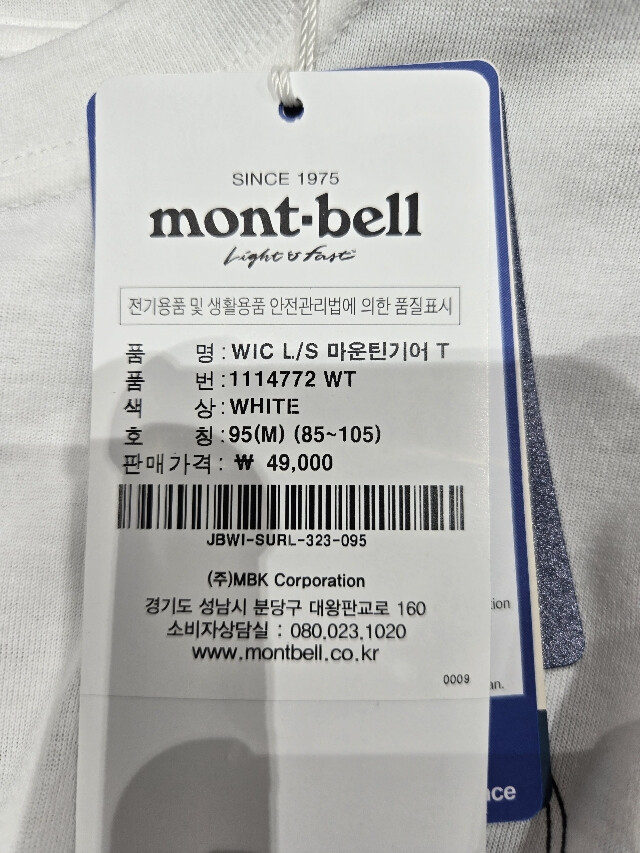 SINCE 1975
mont-bell
Light & Fast
전기용품 및 생활용품 안전관리법에 의한 품질표시
품 명 : WIC L/S 마운틴기어 T
품 번 : 1114772 WT
색 상 : WHITE
호 칭 : 95(M) (85~105)
판매가격 : ₩ 49,000
JBWI-SURL-323-095
(주)MBK Corporation
경기도 성남시 분당구 대왕판교로 160
소비자상담실 : 080.023.1020
www.montbell.co.kr
0009